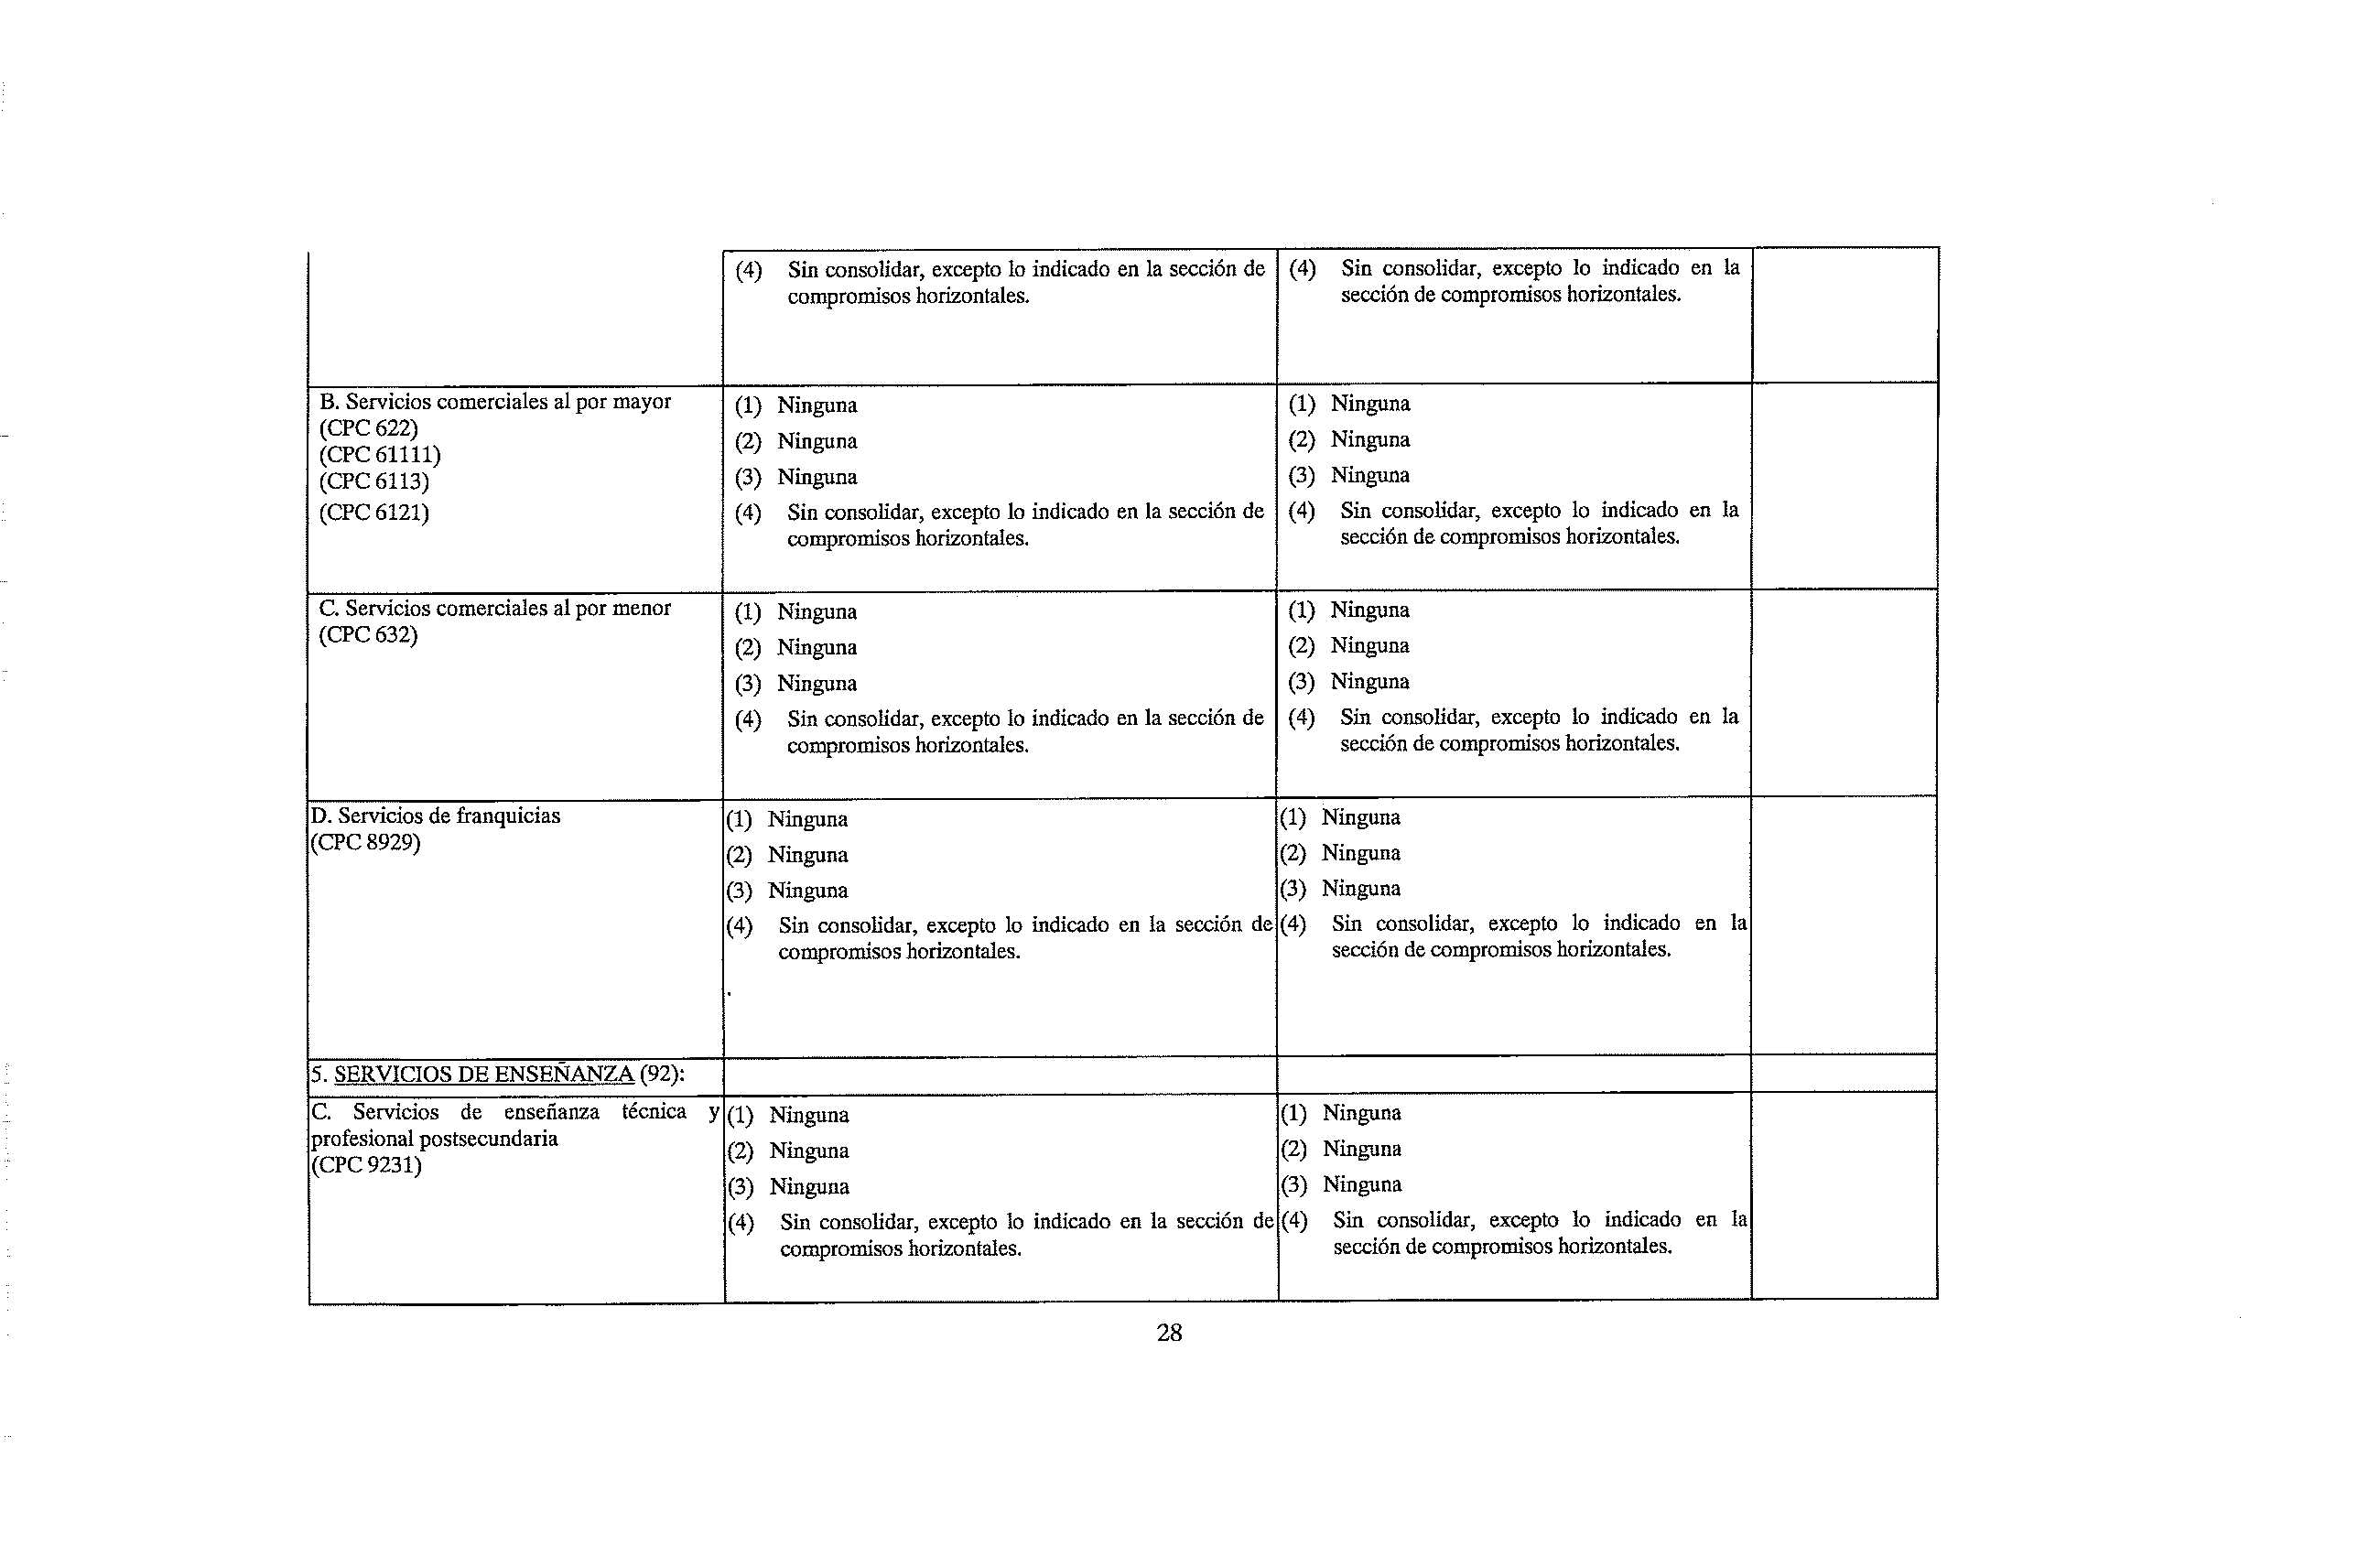 (4) Sin consolidar, excepto lo indicado en la sección de
compromisos horizontales.
(4) Sin consolidar, excepto lo indicado en la
sección de compromisos horizontales.
B. Servicios comerciales al por mayor
(CPC 622)
(CPC 61111)
(CPC 6113)
(CPC 6121)
(1) Ninguna
(2) Ninguna
(3) Ninguna
(4) Sin consolidar, excepto lo indicado en la sección de
compromisos horizontales.
(1) Ninguna
(2) Ninguna
(3) Ninguna
(4) Sin consolidar, excepto lo indicado en la
sección de compromisos horizontales.
C. Servicios comerciales al por menor
(CPC 632)
(1) Ninguna
(2) Ninguna
(3) Ninguna
(4) Sin consolidar, excepto lo indicado en la sección de
compromisos horizontales.
(1) Ninguna
(2) Ninguna
(3) Ninguna
(4) Sin consolidar, excepto lo indicado en la
sección de compromisos horizontales.
D. Servicios de franquicias
(CPC 8929)
(1) Ninguna
(2) Ninguna
(3) Ninguna
(4) Sin consolidar, excepto lo indicado en la sección de
compromisos horizontales.
(1) Ninguna
(2) Ninguna
(3) Ninguna
(4) Sin consolidar, excepto lo indicado en la
sección de compromisos horizontales.
5. SERVICIOS DE ENSEÑANZA (92):
C. Servicios de enseñanza técnica y
profesional postsecundaria
(CPC 9231)
(1) Ninguna
(2) Ninguna
(3) Ninguna
(4) Sin consolidar, excepto lo indicado en la sección de
compromisos horizontales.
(1) Ninguna
(2) Ninguna
(3) Ninguna
(4) Sin consolidar, excepto lo indicado en la
sección de compromisos horizontales.
28